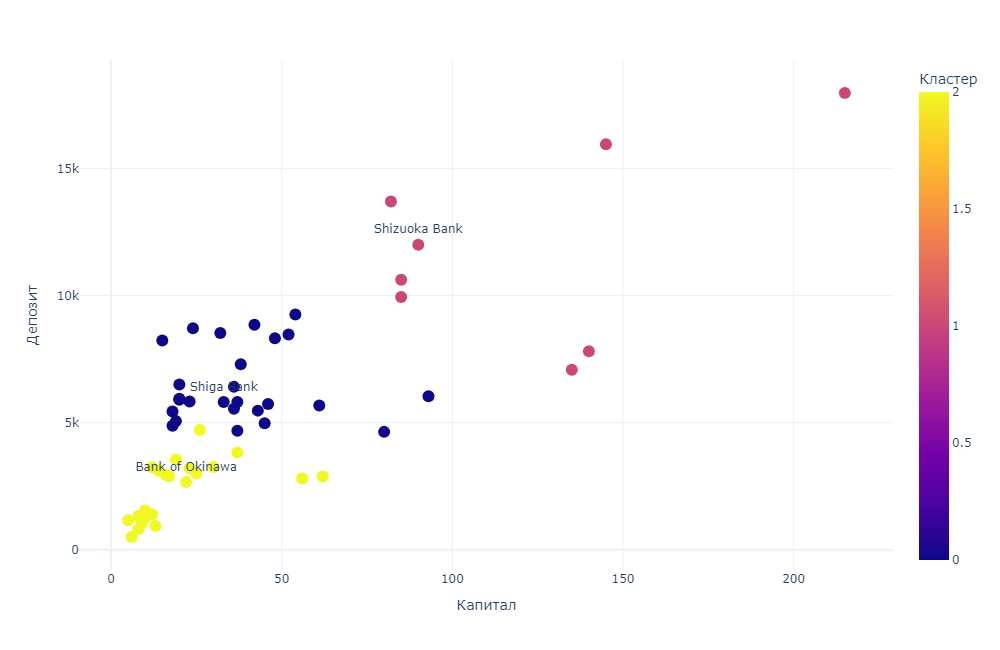 Кластер
2
1.5
1
0.5
0
Депозит
15k
10k
5k
0
Shizuoka Bank
Shiga Bank
Bank of Okinawa
0
50
100
150
200
Капитал